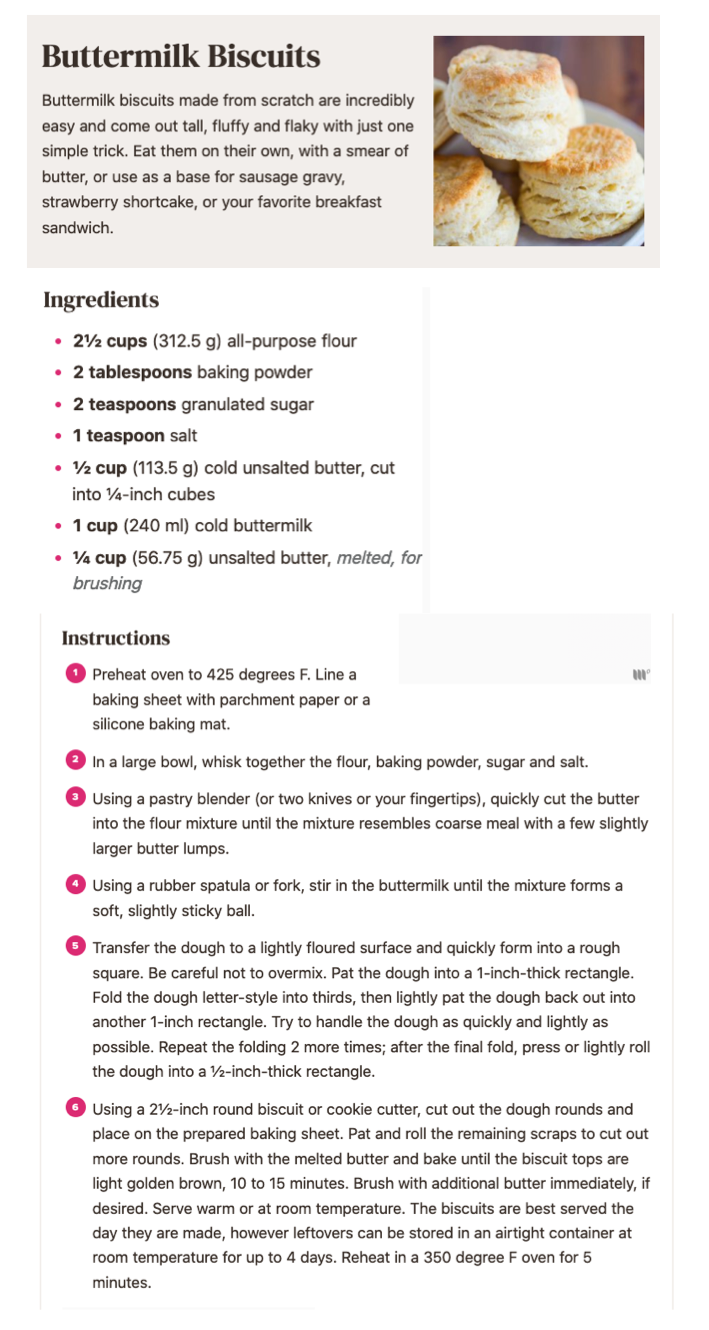 Buttermilk Biscuits
Buttermilk biscuits made from scratch are incredibly
easy and come out tall, fluffy and flaky with just one
simple trick. Eat them on their own, with a smear of
butter, or use as a base for sausage gravy,
strawberry shortcake, or your favorite breakfast
sandwich.
Ingredients
• 2½ cups (312.5 g) all-purpose flour
• 2 tablespoons baking powder
• 2 teaspoons granulated sugar
• 1 teaspoon salt
• ½ cup (113.5 g) cold unsalted butter, cut
into ¼-inch cubes
• 1 cup (240 ml) cold buttermilk
• ¼ cup (56.75 g) unsalted butter, melted, for
brushing
Instructions
1 Preheat oven to 425 degrees F. Line a
baking sheet with parchment paper or a
silicone baking mat.
2 In a large bowl, whisk together the flour, baking powder, sugar and salt.
3 Using a pastry blender (or two knives or your fingertips), quickly cut the butter
into the flour mixture until the mixture resembles coarse meal with a few slightly
larger butter lumps.
4 Using a rubber spatula or fork, stir in the buttermilk until the mixture forms a
soft, slightly sticky ball.
5 Transfer the dough to a lightly floured surface and quickly form into a rough
square. Be careful not to overmix. Pat the dough into a 1-inch-thick rectangle.
Fold the dough letter-style into thirds, then lightly pat the dough back out into
another 1-inch rectangle. Try to handle the dough as quickly and lightly as
possible. Repeat the folding 2 more times; after the final fold, press or lightly roll
the dough into a ½-inch-thick rectangle.
6 Using a 2½-inch round biscuit or cookie cutter, cut out the dough rounds and
place on the prepared baking sheet. Pat and roll the remaining scraps to cut out
more rounds. Brush with the melted butter and bake until the biscuit tops are
light golden brown, 10 to 15 minutes. Brush with additional butter immediately, if
desired. Serve warm or at room temperature. The biscuits are best served the
day they are made, however leftovers can be stored in an airtight container at
room temperature for up to 4 days. Reheat in a 350 degree F oven for 5
minutes.